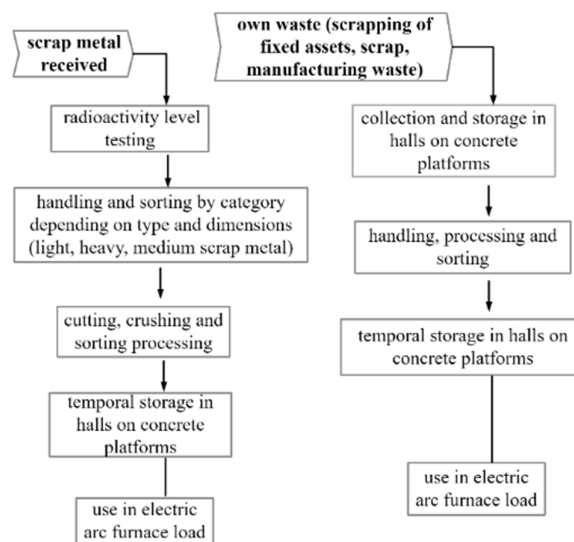 scrap metal
received
radioactivity level
testing
handling and sorting by category
depending on type and dimensions
(light, heavy, medium scrap metal)
cutting, crushing and
sorting processing
temporal storage in
halls on concrete
platforms
use in electric
arc furnace load
own waste (scrapping of
fixed assets, scrap,
manufacturing waste)
collection and storage in
halls on concrete
platforms
handling, processing and
sorting
temporal storage in halls on
concrete platforms
use in electric
arc furnace load